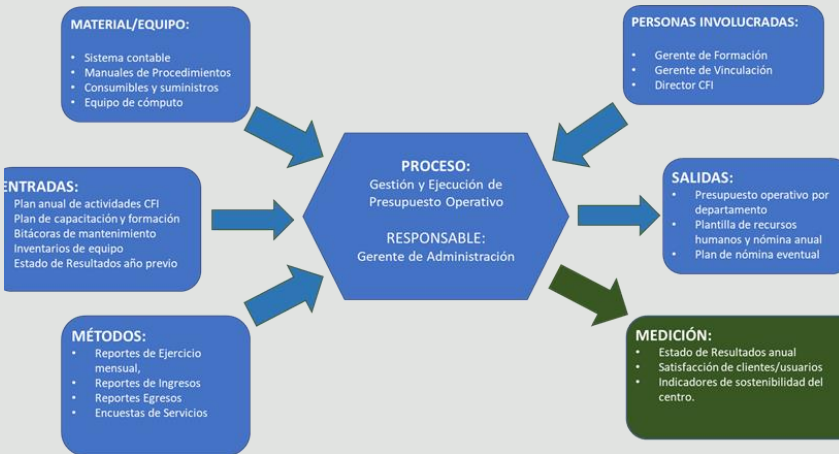 MATERIAL/EQUIPO:
• Sistema contable
• Manuales de Procedimientos
• Consumibles y suministros
• Equipo de cómputo
PERSONAS INVOLUCRADAS:
• Gerente de Formación
• Gerente de Vinculación
• Director CFI
PROCESO:
Gestión y Ejecución de
Presupuesto Operativo
RESPONSABLE:
Gerente de Administración
ENTRADAS:
Plan anual de actividades CFI
Plan de capacitación y formación
Bitácoras de mantenimiento
Inventarios de equipo
Estado de Resultados año previo
SALIDAS:
• Presupuesto operativo por
departamento
• Plantilla de recursos
humanos y nómina anual
• Plan de nómina eventual
MÉTODOS:
• Reportes de Ejercicio
mensual,
• Reportes de Ingresos
• Reportes Egresos
• Encuestas de Servicios
MEDICIÓN:
• Estado de Resultados anual
• Satisfacción de clientes/usuarios
• Indicadores de sostenibilidad del
centro.